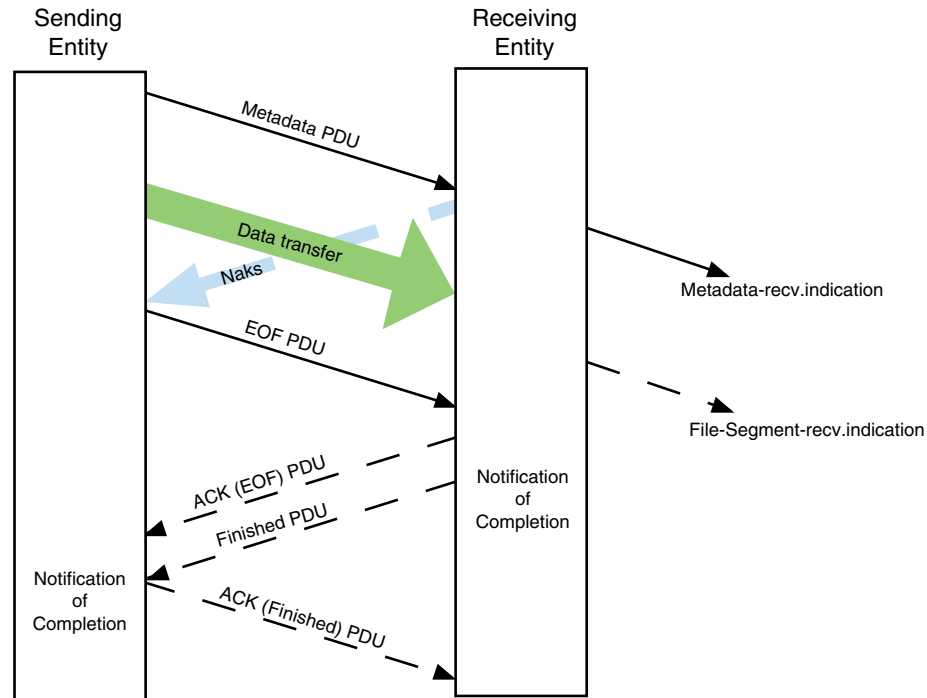 Sending
Entity
Receiving
Entity
Metadata PDU
Data transfer
Naks
Metadata-recv.indication
EOF PDU
File-Segment-recv.indication
ACK (EOF) PDU
Finished PDU
Notification
of
Completion
Notification
of
Completion
ACK (Finished) PDU